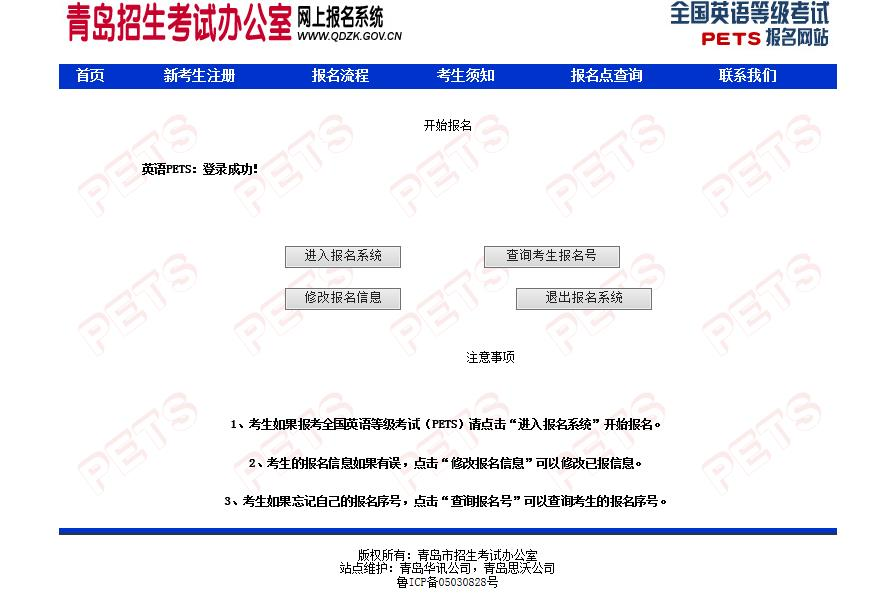 青岛招生考试办公室 网上报名系统
WWW.QDZK.GOV.CN
全国英语等级考试
PETS 报名网站
首页 新考生注册 报名流程 考生须知 报名点查询 联系我们
开始报名
英语PETS：登录成功!
进入报名系统 查询考生报名号
修改报名信息 退出报名系统
注意事项
1、考生如果报考全国英语等级考试（PETS）请点击“进入报名系统”开始报名。
2、考生的报名信息如果有误，点击“修改报名信息”可以修改已报信息。
3、考生如果忘记自己的报名序号，点击“查询报名号”可以查询考生的报名序号。
版权所有：青岛市招生考试办公室
站点维护：青岛华讯公司，青岛思沃公司
鲁ICP备05030828号